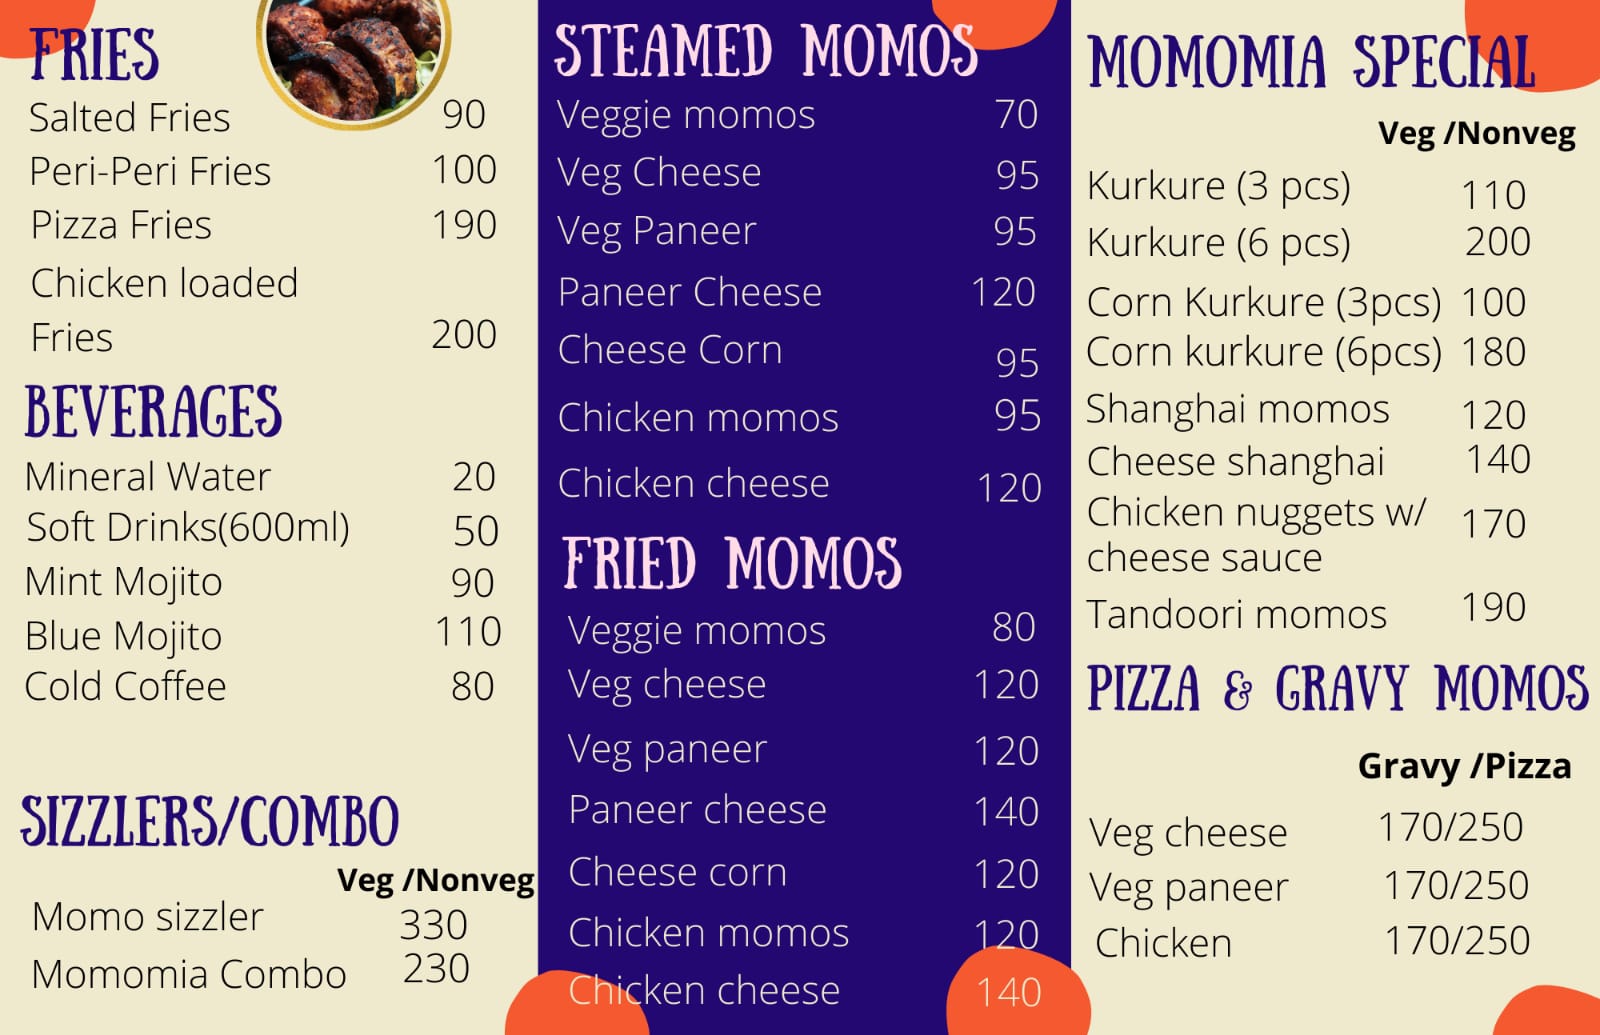 FRIES
Salted Fries 90
Peri-Peri Fries 100
Pizza Fries 190
Chicken loaded
Fries 200
BEVERAGES
Mineral Water 20
Soft Drinks(600ml) 50
Mint Mojito 90
Blue Mojito 110
Cold Coffee 80
SIZZLERS/COMBO
Veg /Nonveg
Momo sizzler 330
Momomia Combo 230
STEAMED MOMOS
Veggie momos 70
Veg Cheese 95
Veg Paneer 95
Paneer Cheese 120
Cheese Corn 95
Chicken momos 95
Chicken cheese 120
FRIED MOMOS
Veggie momos 80
Veg cheese 120
Veg paneer 120
Paneer cheese 140
Cheese corn 120
Chicken momos 120
Chicken cheese 140
MOMOMIA SPECIAL
Veg /Nonveg
Kurkure (3 pcs) 110
Kurkure (6 pcs) 200
Corn Kurkure (3pcs) 100
Corn kurkure (6pcs) 180
Shanghai momos 120
Cheese shanghai 140
Chicken nuggets w/ 170
cheese sauce
Tandoori momos 190
PIZZA & GRAVY MOMOS
Gravy /Pizza
Veg cheese 170/250
Veg paneer 170/250
Chicken 170/250